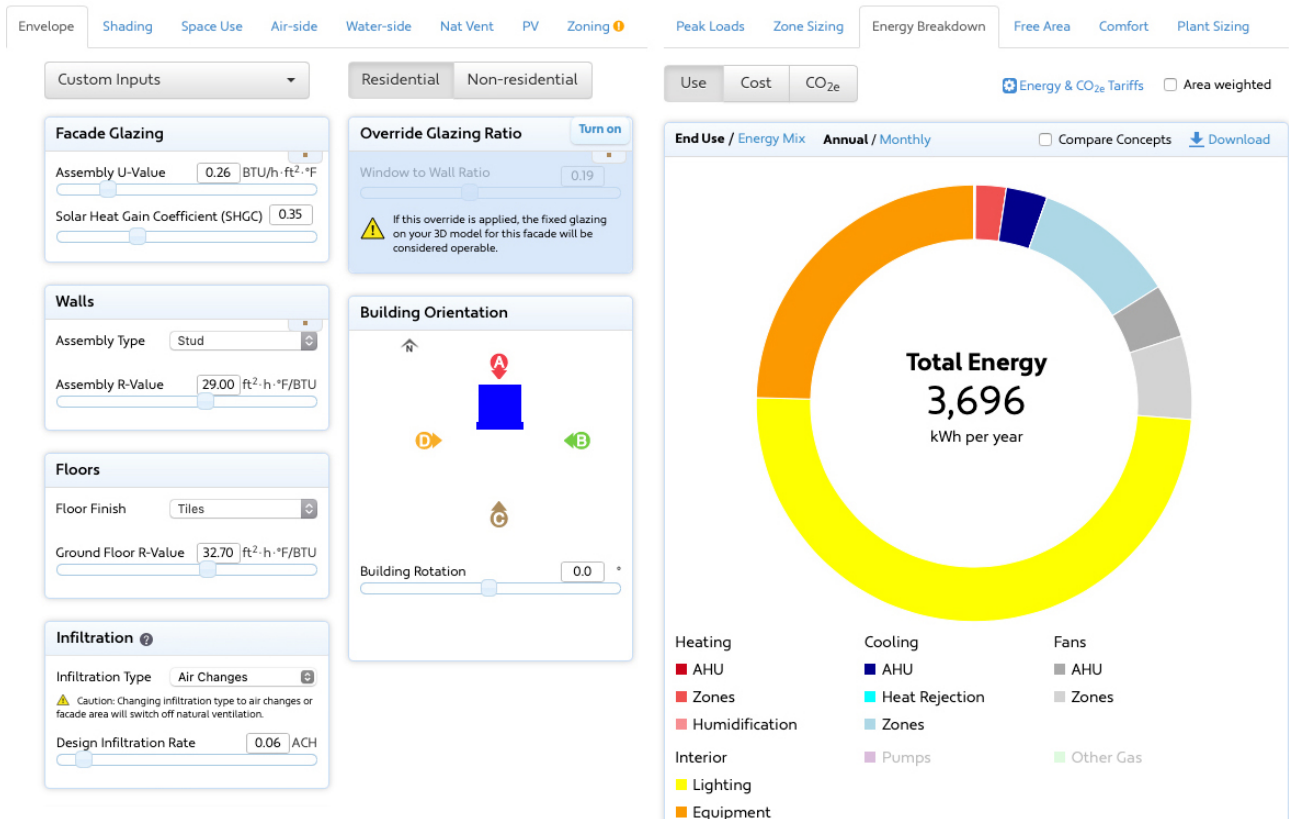 Envelope Shading Space Use Air-side Water-side Nat Vent PV Zoning
Custom Inputs
Residential Non-residential
Facade Glazing
Assembly U-Value 0.26 BTU/h·ft²·°F
Solar Heat Gain Coefficient (SHGC) 0.35
Walls
Assembly Type Stud
Assembly R-Value 29.00 ft²·h·°F/BTU
Floors
Floor Finish Tiles
Ground Floor R-Value 32.70 ft²·h·°F/BTU
Infiltration ?
Infiltration Type Air Changes
Caution: Changing infiltration type to air changes or
facade area will switch off natural ventilation.
Design Infiltration Rate 0.06 ACH
Override Glazing Ratio Turn on
Window to Wall Ratio 0.19
If this override is applied, the fixed glazing
on your 3D model for this facade will be
considered operable.
Building Orientation
N
A
D B
C
Building Rotation 0.0 °
Peak Loads Zone Sizing Energy Breakdown Free Area Comfort Plant Sizing
Use Cost CO2e Energy & CO2e Tariffs Area weighted
End Use / Energy Mix Annual / Monthly Compare Concepts Download
Total Energy
3,696
kWh per year
Heating
AHU
Zones
Humidification
Cooling
AHU
Heat Rejection
Zones
Fans
AHU
Zones
Interior
Lighting
Equipment
Pumps
Other Gas